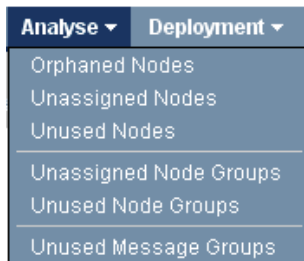 Analyse Deployment
Orphaned Nodes
Unassigned Nodes
Unused Nodes
Unassigned Node Groups
Unused Node Groups
Unused Message Groups